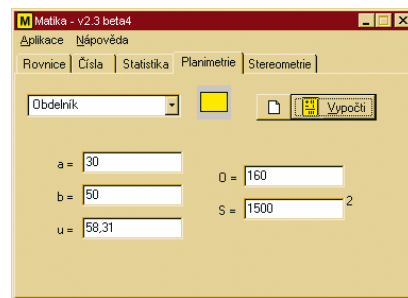 M Matika - v2.3 beta4
Aplikace Nápověda
Rovnice Čísla Statistika Planimetrie Stereometrie
Obdelník Vypočti
a = 30
b = 50
u = 58,31
O = 160
S = 1500 2